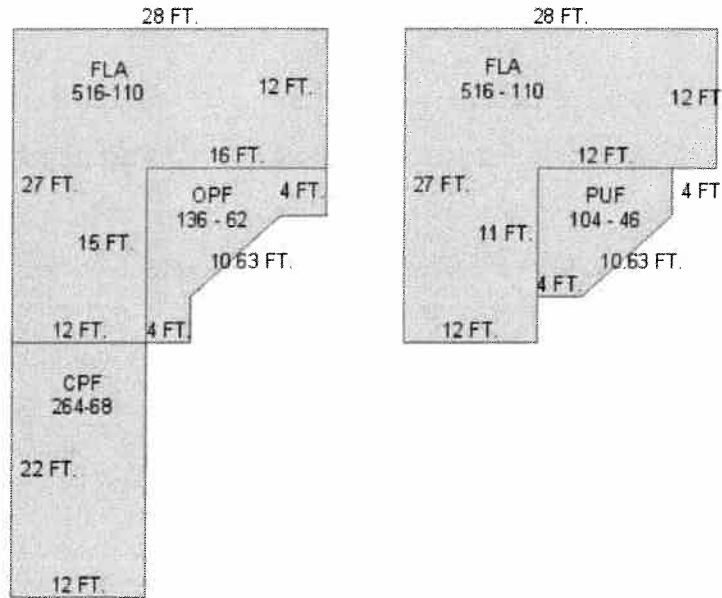 28 FT.
FLA
516-110
12 FT.
16 FT.
27 FT.
OPF
136 - 62
4 FT.
15 FT.
10.63 FT.
12 FT.
4 FT.
CPF
264-68
22 FT.
12 FT.
28 FT.
FLA
516 - 110
12 FT
12 FT.
27 FT.
PUF
104 - 46
4 FT.
11 FT.
10.63 FT.
4 FT.
12 FT.